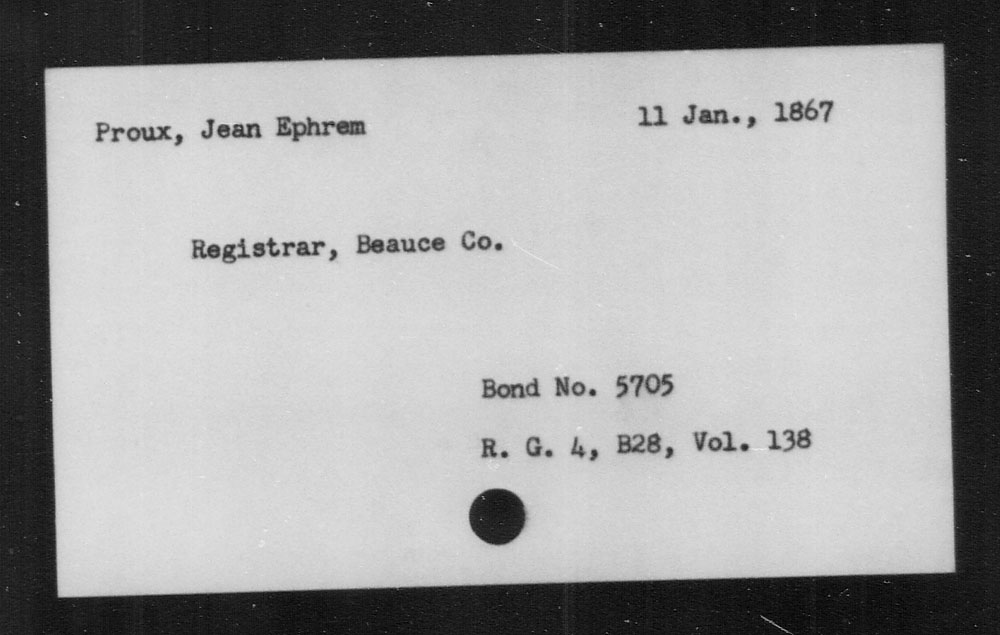 Proux, Jean Ephrem 11 Jan., 1867
Registrar, Beauce Co.
Bond No. 5705
R. G. 4, B28, Vol. 138